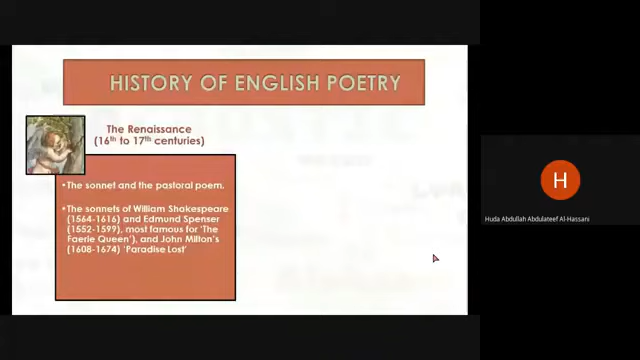 HISTORY OF ENGLISH POETRY
The Renaissance
(16th to 17th centuries)
•The sonnet and the pastoral poem.
•The sonnets of William Shakespeare
(1564-1616) and Edmund Spenser
(1552-1599), most famous for ‘The
Faerie Queen’), and John Milton’s
(1608-1674) ‘Paradise Lost’
H
Huda Abdullah Abdulateef Al-Hassani